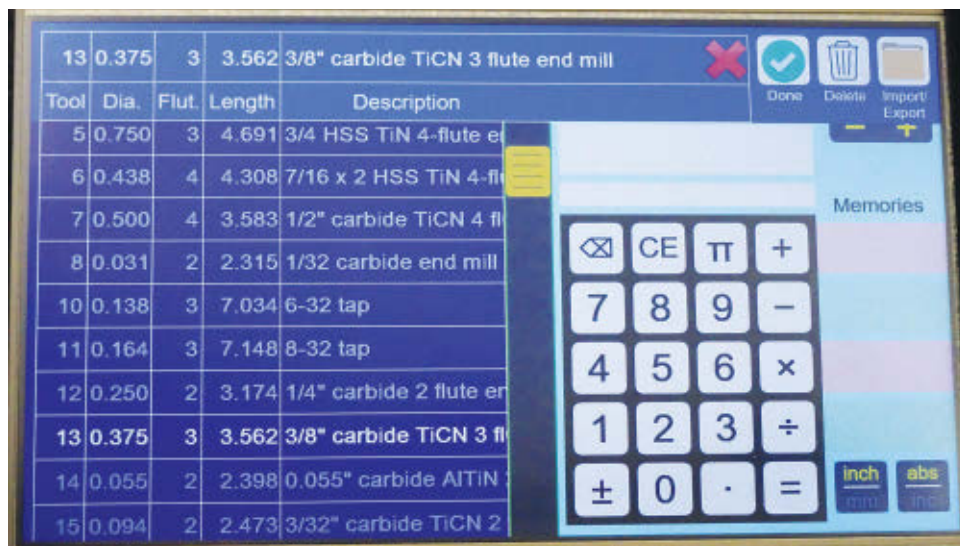 13 0.375 3 3.562 3/8" carbide TiCN 3 flute end mill
Done Delete Import/
Export
Tool Dia. Flut. Length Description
5 0.750 3 4.691 3/4 HSS TiN 4-flute
− +
6 0.438 4 4.308 7/16 x 2 HSS TiN
7 0.500 4 3.583 1/2" carbide TiCN 4
Memories
8 0.031 2 2.315 1/32 carbide end mill
10 0.138 3 7.034 6-32 tap
11 0.164 3 7.148 8-32 tap
12 0.250 2 3.174 1/4" carbide 2 flute
13 0.375 3 3.562 3/8" carbide TiCN 3
14 0.055 2 2.398 0.055" carbide AlTiN
15 0.094 2 2.473 3/32" carbide TiCN 2
CE π +
7 8 9 −
4 5 6 ×
1 2 3 ÷
± 0 . =
inch abs
mm inc